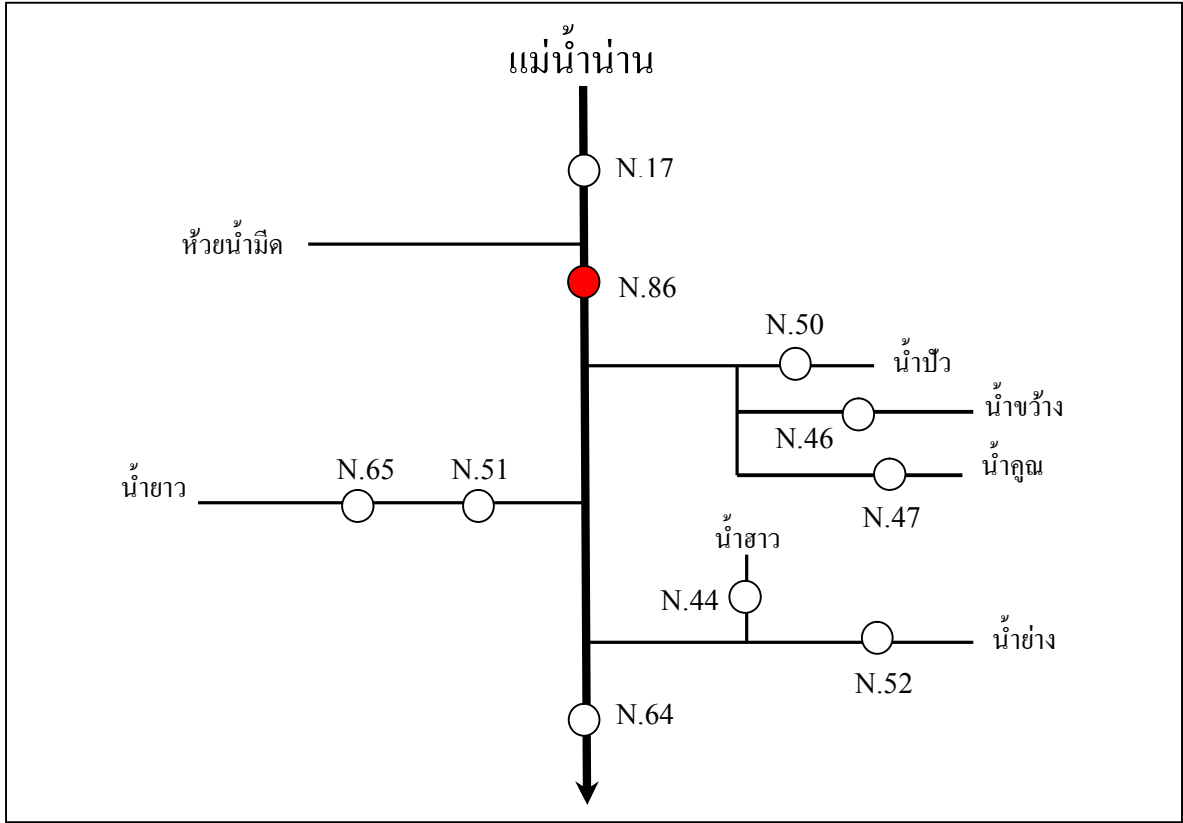 แม่น้ำน่าน
N.17
ห้วยน้ำมีด
N.86
N.50
น้ำปัว
น้ำขว้าง
N.46
น้ำคูณ
N.65
N.51
น้ำยาว
N.47
น้ำฮาว
N.44
น้ำย่าง
N.52
N.64